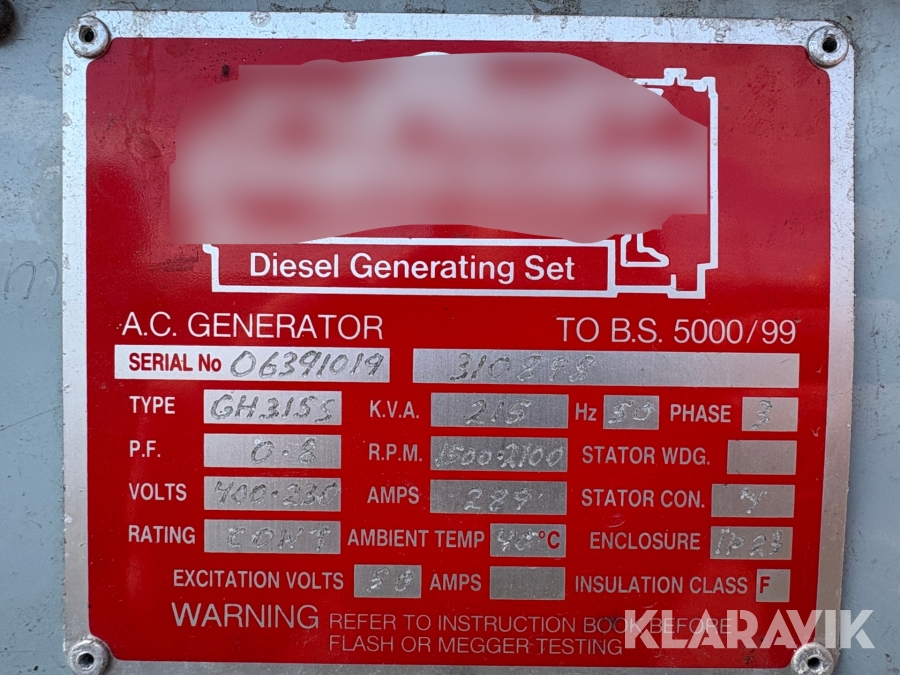 Diesel Generating Set
A.C. GENERATOR TO B.S. 5000/99
SERIAL No 06391019 310898
TYPE GH315S K.V.A. 215 Hz 50 PHASE 3
P.F. 0.8 R.P.M. 1500-2100 STATOR WDG.
VOLTS 400-230 AMPS 289 STATOR CON. Y
RATING CONT AMBIENT TEMP 40°C ENCLOSURE IP23
EXCITATION VOLTS 50 AMPS INSULATION CLASS F
WARNING REFER TO INSTRUCTION BOOK BEFORE
FLASH OR MEGGER TESTING
KLARAVIK